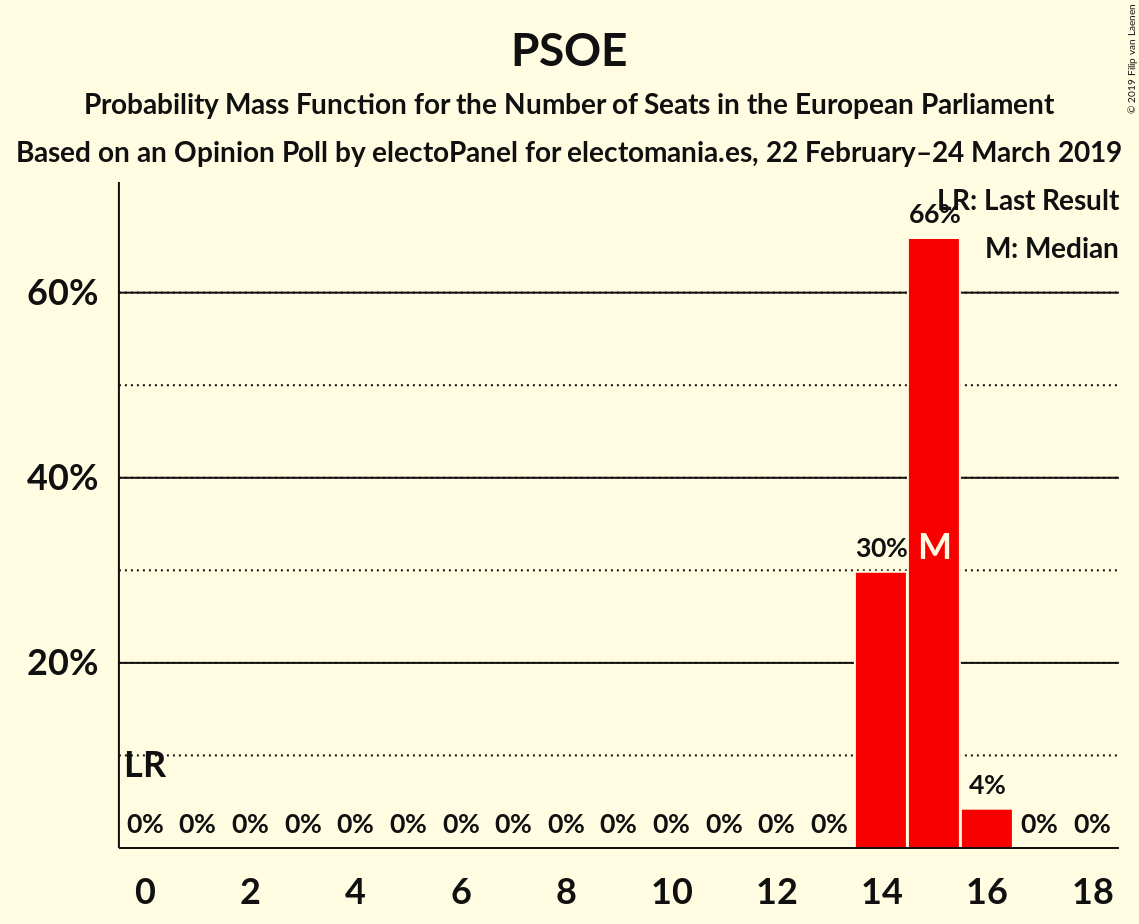 PSOE
Probability Mass Function for the Number of Seats in the European Parliament
Based on an Opinion Poll by electoPanel for electomania.es, 22 February–24 March 2019
© 2019 Filip van Laenen
LR: Last Result
M: Median
66%
60%
40%
30%
M
20%
LR
4%
0% 0% 0% 0% 0% 0% 0% 0% 0% 0% 0% 0% 0% 0% 0% 0%
0 2 4 6 8 10 12 14 16 18